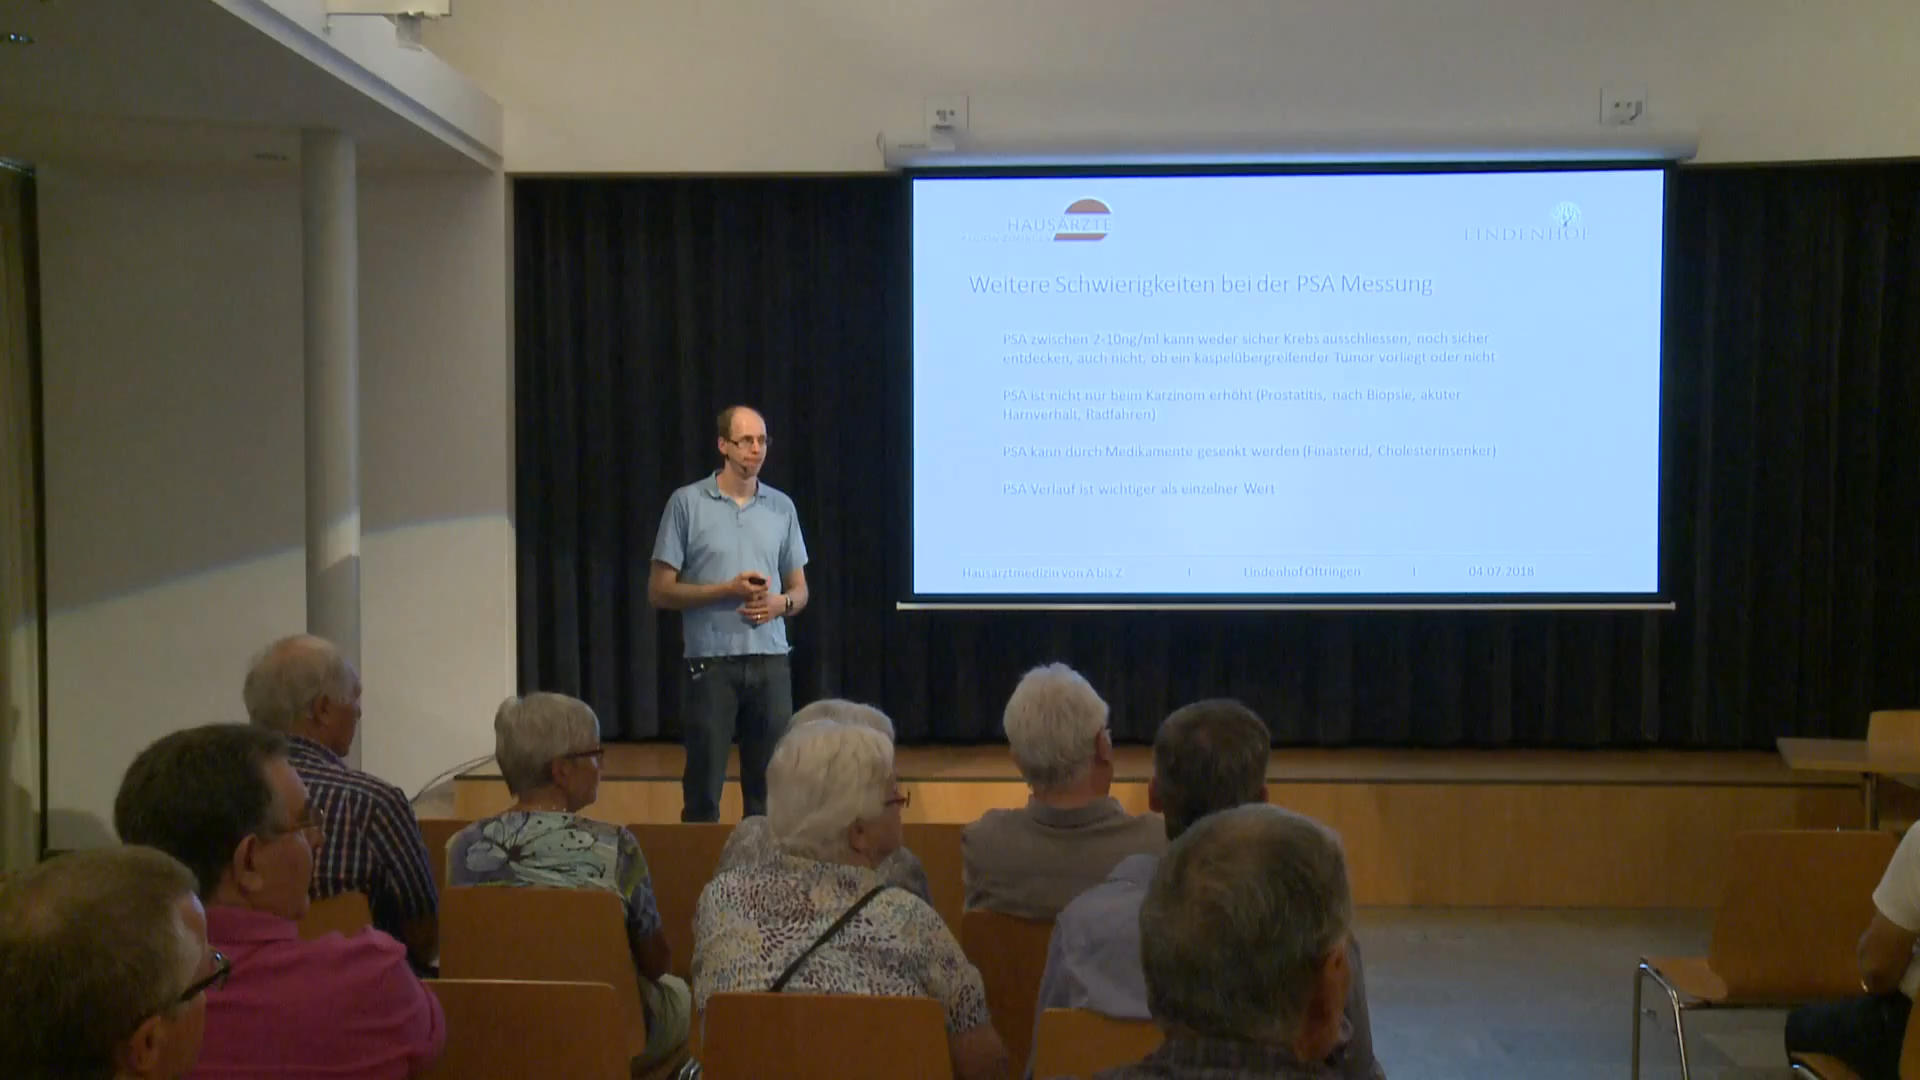 HAUSÄRZTE
REGION ZOFINGEN
LINDENHOF
Weitere Schwierigkeiten bei der PSA Messung
PSA zwischen 2-10ng/ml kann weder sicher Krebs ausschliessen, noch sicher
entdecken, auch nicht, ob ein kaspelübergreifender Tumor vorliegt oder nicht
PSA ist nicht nur beim Karzinom erhöht (Prostatitis, nach Biopsie, akuter
Harnverhalt, Radfahren)
PSA kann durch Medikamente gesenkt werden (Finasterid, Cholesterinsenker)
PSA Verlauf ist wichtiger als einzelner Wert
Hausarztmedizin von A bis Z | Lindenhof Oftringen | 04.07.2018